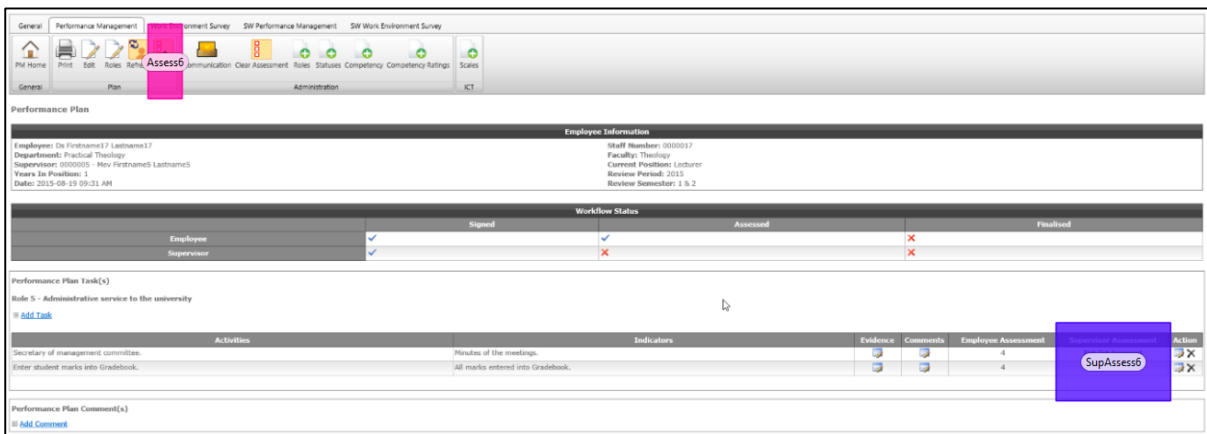 General Performance Management Work Environment Survey SW Performance Management SW Work Environment Survey
PM Home Print Edit Roles Assess6 Clear Assessment Roles Statuses Competency Competency Ratings Scales
General Plan Administration ICT
Performance Plan
Employee Information
Employee: Ds Firstname17 Lastname17 Staff Number: 0000017
Department: Practical Theology Faculty: Theology
Supervisor: 0000005 - Mev Firstname5 Lastname5 Current Position: Lecturer
Years In Position: 1 Review Period: 2015
Date: 2015-08-19 09:31 AM Review Semester: 1 & 2
Workflow Status
Signed Assessed Finalised
Employee
Supervisor
Performance Plan Task(s)
Role 5 - Administrative service to the university
Add Task
Activities Indicators Evidence Comments Employee Assessment Supervisor Assessment Action
Secretary of management committee. Minutes of the meetings. 4
SupAssess6
Enter student marks into Gradebook. All marks entered into Gradebook. 4
Performance Plan Comment(s)
Add Comment